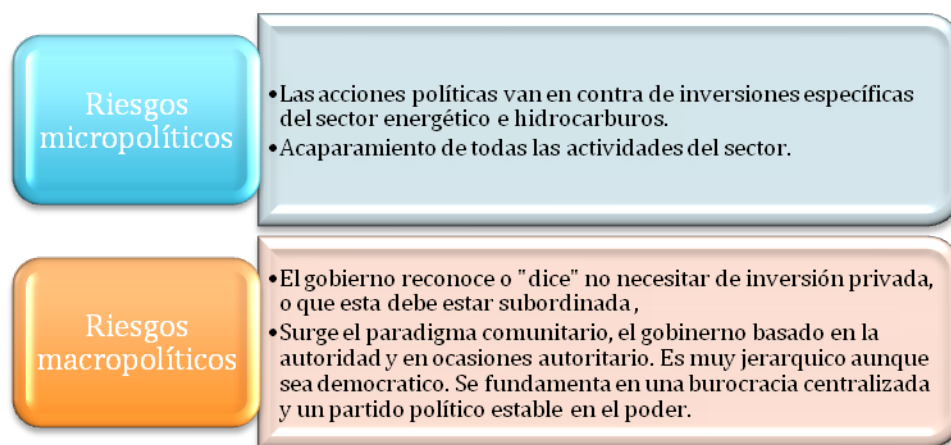 Riesgos
micropolíticos
•Las acciones políticas van en contra de inversiones específicas
del sector energético e hidrocarburos.
•Acaparamiento de todas las actividades del sector.
Riesgos
macropolíticos
•El gobierno reconoce o "dice" no necesitar de inversión privada,
o que esta debe estar subordinada,
•Surge el paradigma comunitario, el gobinerno basado en la
autoridad y en ocasiones autoritario. Es muy jerarquico aunque
sea democratico. Se fundamenta en una burocracia centralizada
y un partido político estable en el poder.